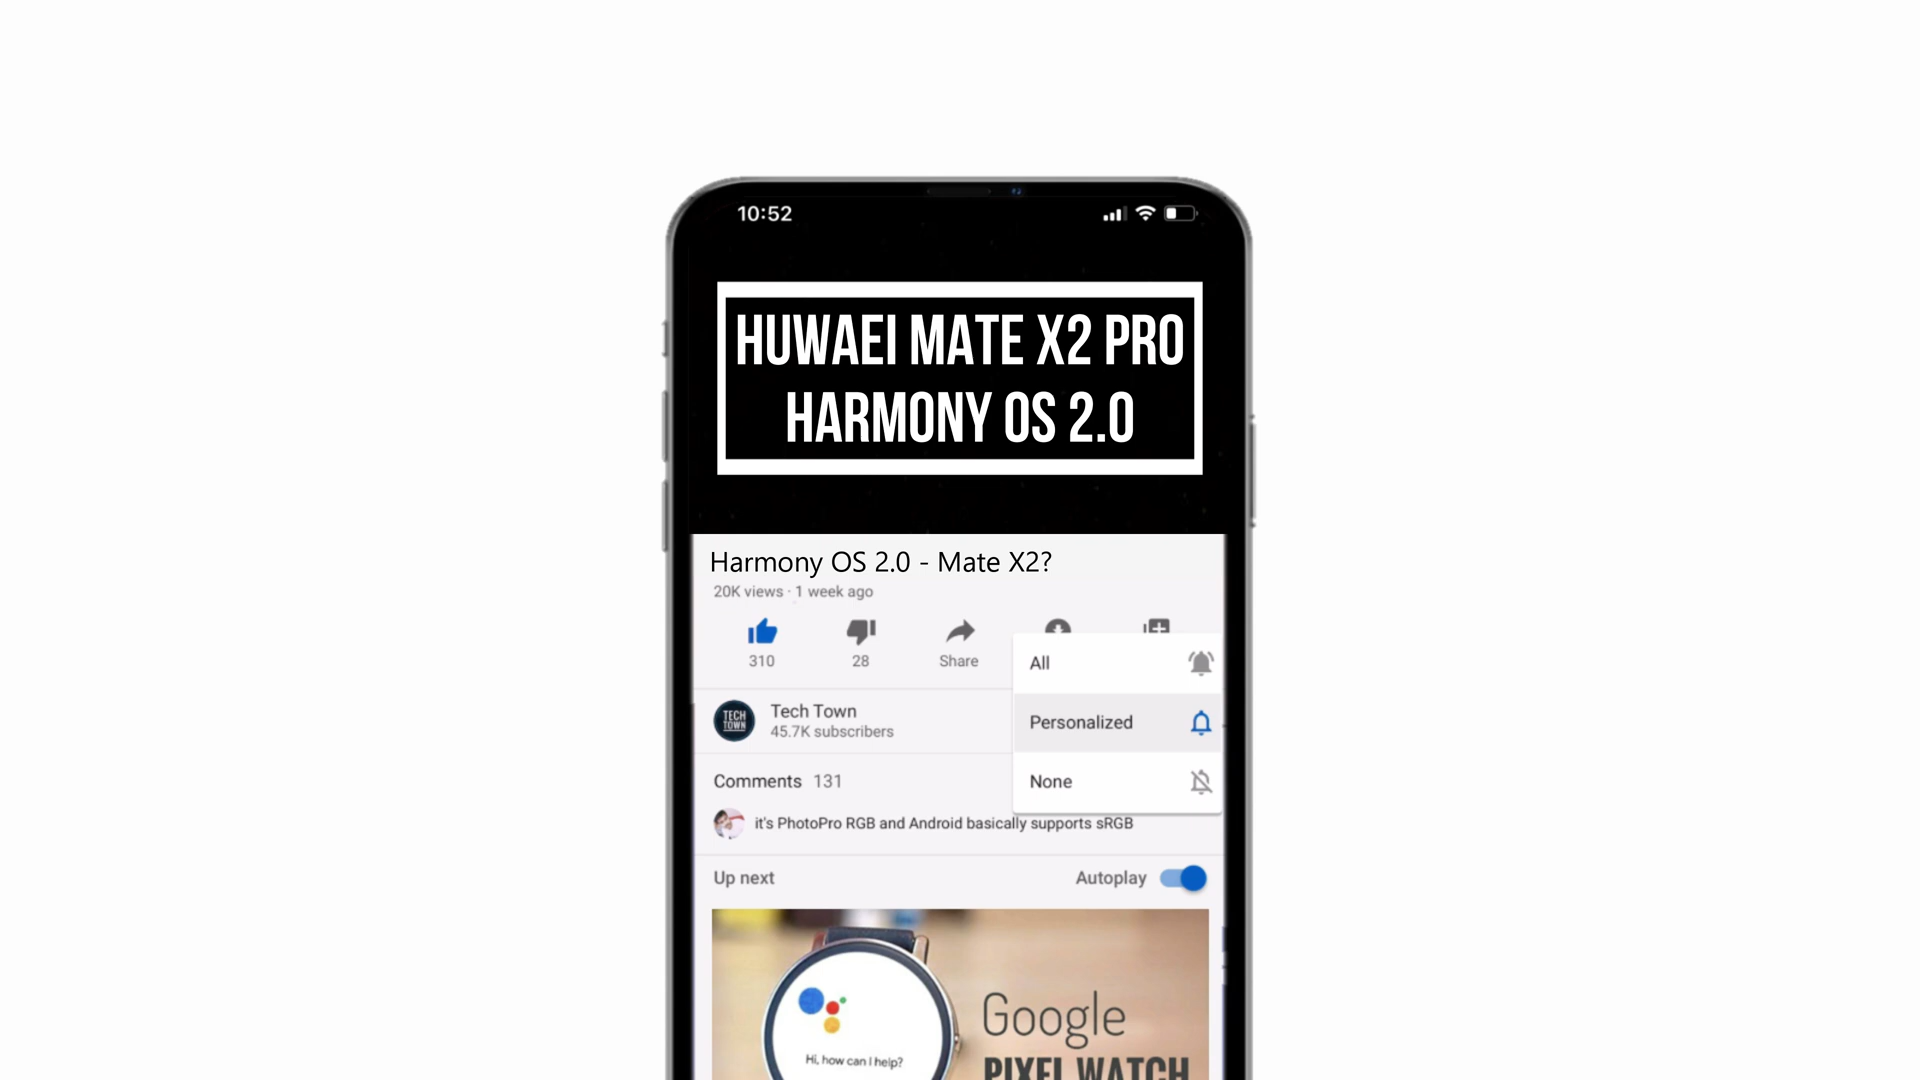 10:52
HUWAEI MATE X2 PRO
HARMONY OS 2.0
Harmony OS 2.0 - Mate X2?
20K views · 1 week ago
310
28
Share
All
Personalized
None
TECH
TOWN
Tech Town
45.7K subscribers
Comments 131
it's PhotoPro RGB and Android basically supports sRGB
Up next
Autoplay
Hi, how can I help?
Google
PIXEL WATCH